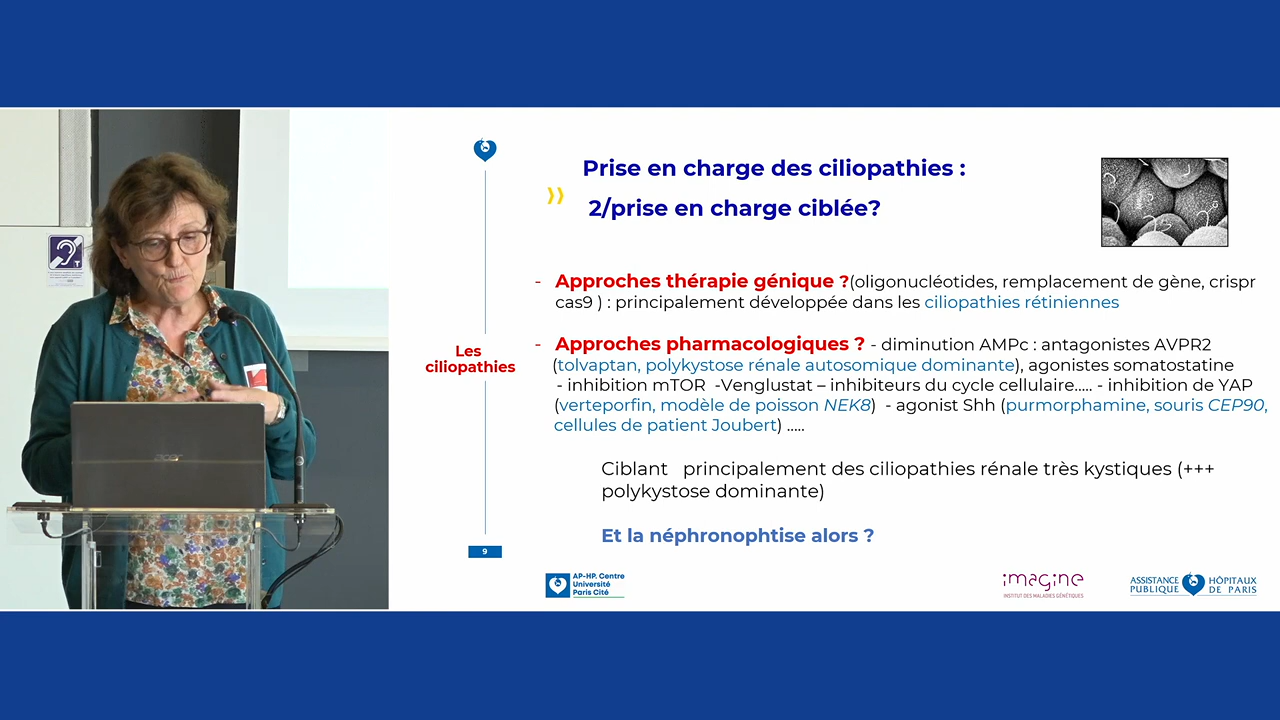 Prise en charge des ciliopathies :
2/prise en charge ciblée?
- Approches thérapie génique ?(oligonucléotides, remplacement de gène, crispr
cas9 ) : principalement développée dans les ciliopathies rétiniennes
- Approches pharmacologiques ? - diminution AMPc : antagonistes AVPR2
(tolvaptan, polykystose rénale autosomique dominante), agonistes somatostatine
- inhibition mTOR -Venglustat – inhibiteurs du cycle cellulaire..... - inhibition de YAP
(verteporfin, modèle de poisson NEK8) - agonist Shh (purmorphamine, souris CEP90,
cellules de patient Joubert) .....
Les
ciliopathies
Ciblant principalement des ciliopathies rénale très kystiques (+++
polykystose dominante)
Et la néphronophtise alors ?
9
AP-HP. Centre
Université
Paris Cité
imagine
INSTITUT DES MALADIES GÉNÉTIQUES
ASSISTANCE
PUBLIQUE
HÔPITAUX
DE PARIS
acer